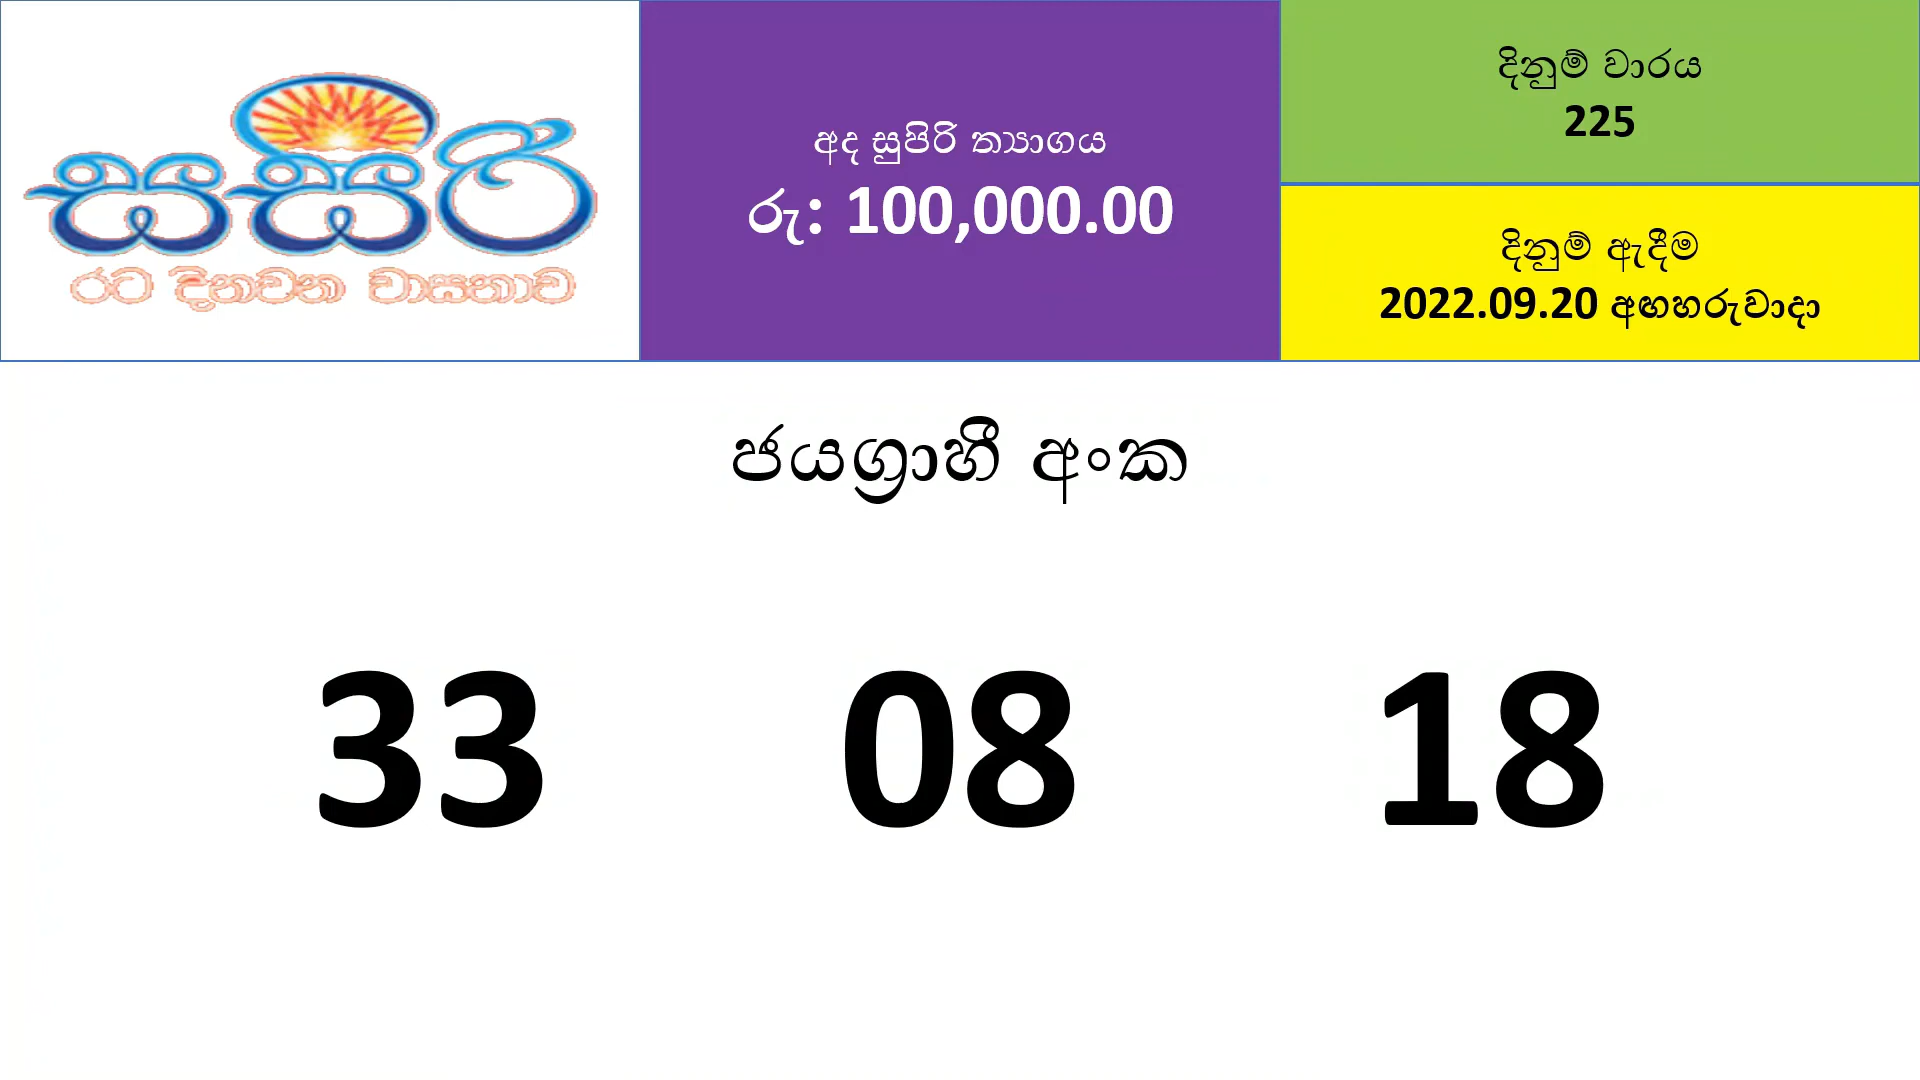 සසිරි
රට දිනවන වාසනාව
අද සුපිරි ත්‍යාගය
රු: 100,000.00
දිනුම් වාරය
225
දිනුම් ඇදීම
2022.09.20 අඟහරුවාදා
ජයග්‍රාහී අංක
33 08 18